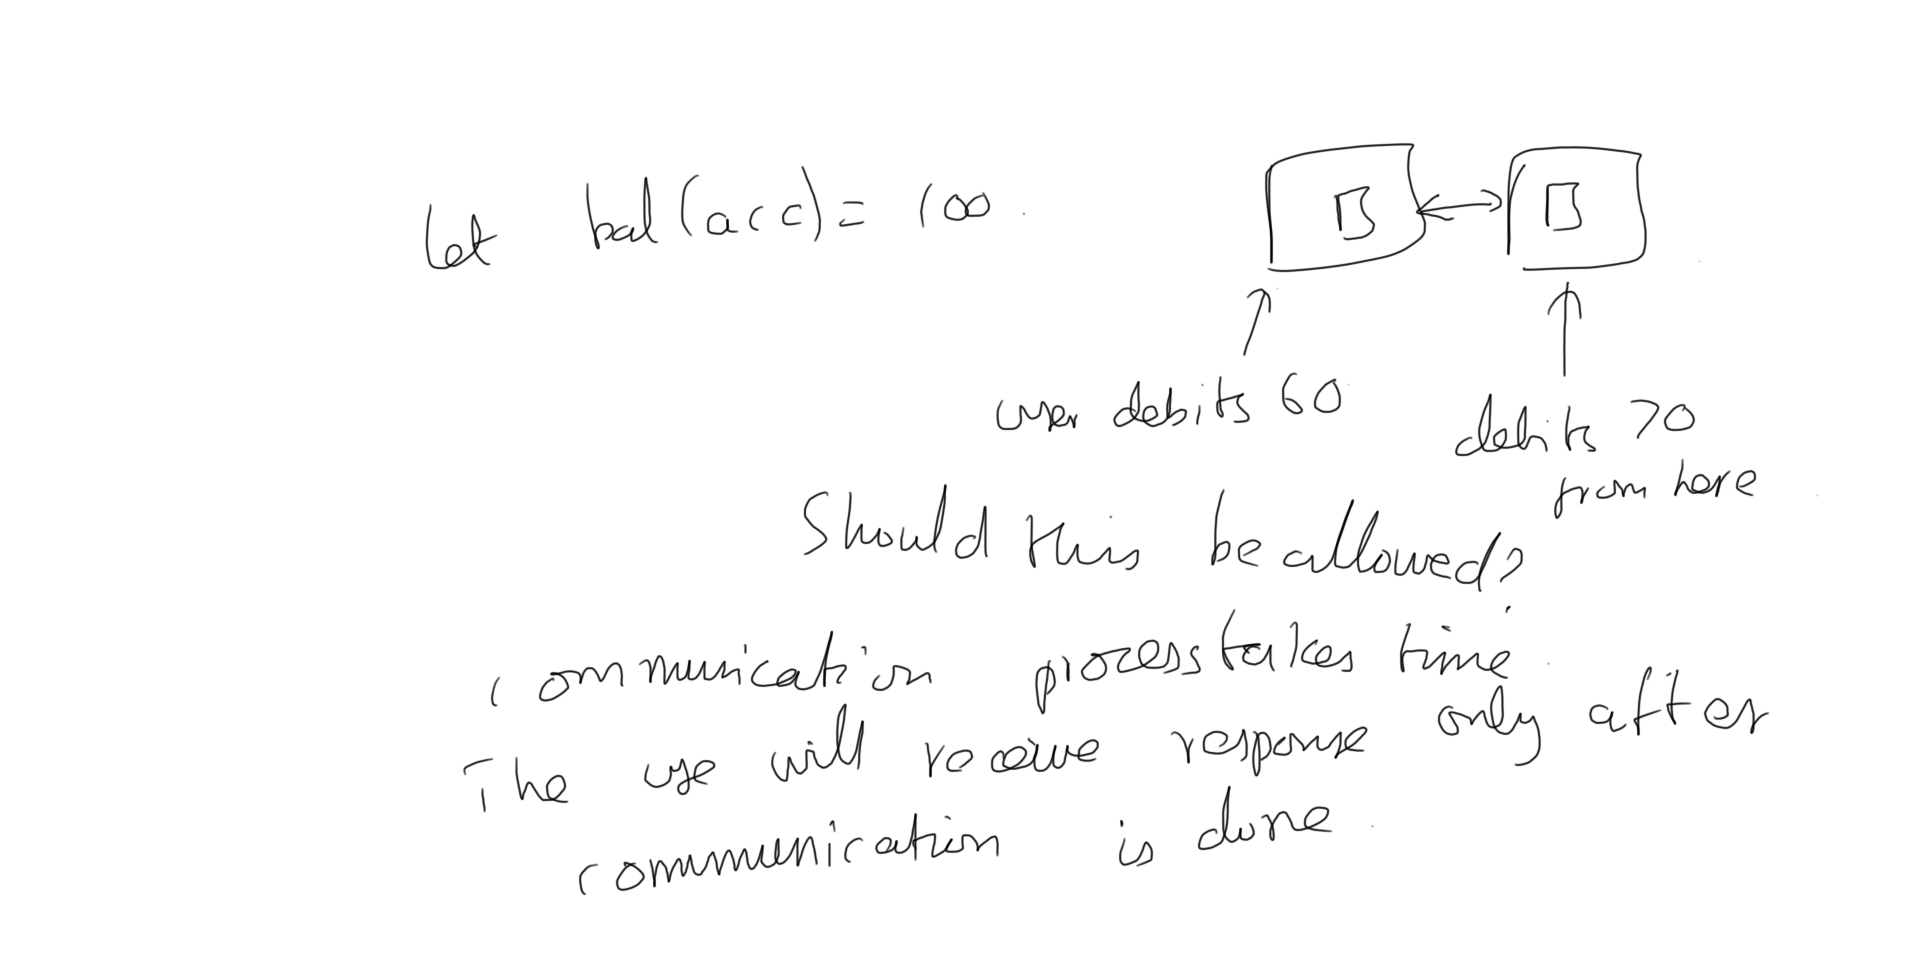 Let bal(acc) = 100.
B B
user debits 60
debits 70
from here
Should this be allowed?
communication process takes time.
The use will receive response only after
communication is done.